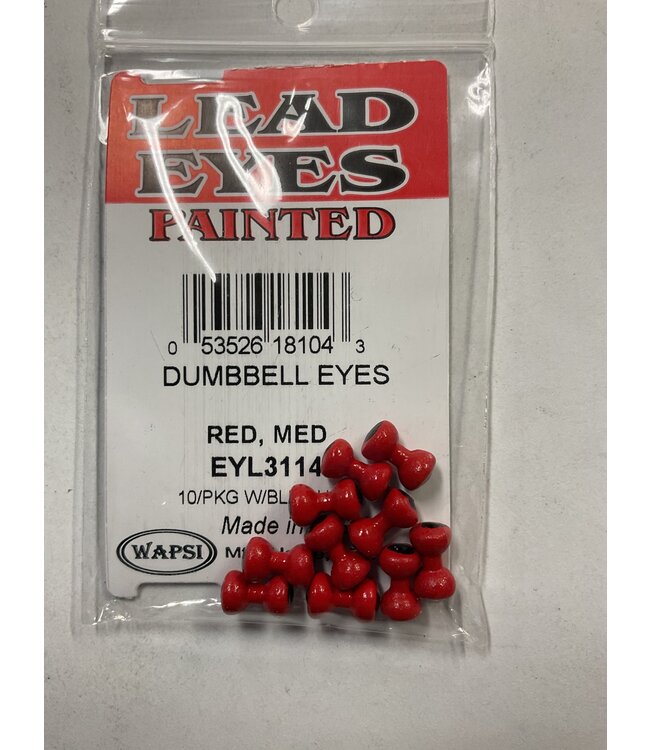 LEAD
EYES
PAINTED
0 53526 18104 3
DUMBBELL EYES
RED, MED
EYL3114
10/PKG W/BL
Made in
WAPSI